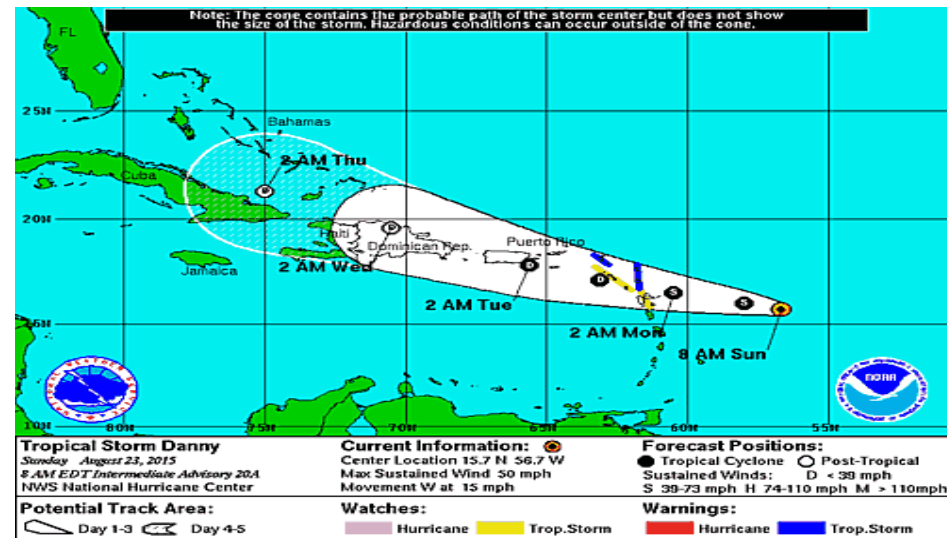 Note: The cone contains the probable path of the storm center but does not show
the size of the storm. Hazardous conditions can occur outside of the cone.
FL
25N
Bahamas
2 AM Thu
D
Cuba
20N
Haiti
D
Dominican Rep.
Puerto Rico
Jamaica
2 AM Wed
D
D
S
S
2 AM Tue
2 AM Mon
15N
8 AM Sun
NATIONAL WEATHER SERVICE
NOAA
10N
80W
75W
70W
65W
60W
55W
Tropical Storm Danny
Sunday August 23, 2015
8 AM EDT Intermediate Advisory 20A
NWS National Hurricane Center
Current Information:
Center Location 15.7 N 56.7 W
Max Sustained Wind 50 mph
Movement W at 15 mph
Forecast Positions:
Tropical Cyclone Post-Tropical
Sustained Winds: D < 39 mph
S 39-73 mph H 74-110 mph M > 110mph
Potential Track Area:
Day 1-3 Day 4-5
Watches:
Hurricane Trop.Storm
Warnings:
Hurricane Trop.Storm